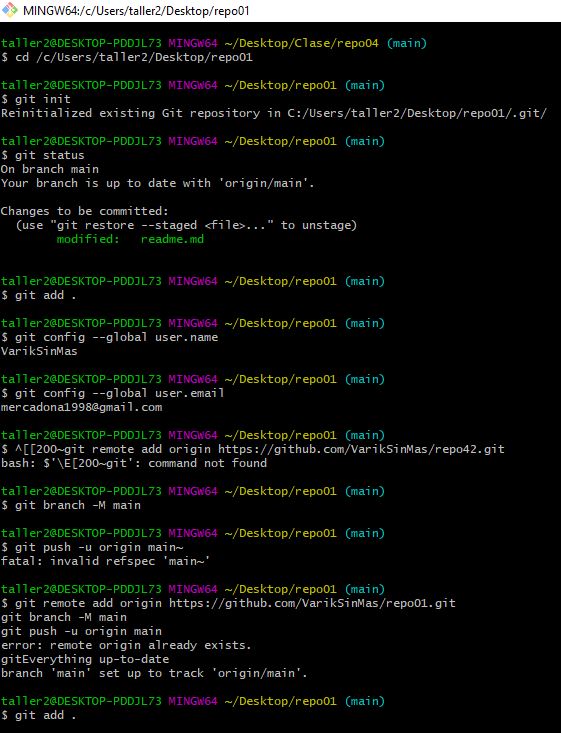 MINGW64:/c/Users/taller2/Desktop/repo01
taller2@DESKTOP-PDDJL73 MINGW64 ~/Desktop/Clase/repo04 (main)
$ cd /c/Users/taller2/Desktop/repo01
taller2@DESKTOP-PDDJL73 MINGW64 ~/Desktop/repo01 (main)
$ git init
Reinitialized existing Git repository in C:/Users/taller2/Desktop/repo01/.git/
taller2@DESKTOP-PDDJL73 MINGW64 ~/Desktop/repo01 (main)
$ git status
On branch main
Your branch is up to date with 'origin/main'.
Changes to be committed:
  (use "git restore --staged <file>..." to unstage)
        modified:   readme.md
taller2@DESKTOP-PDDJL73 MINGW64 ~/Desktop/repo01 (main)
$ git add .
taller2@DESKTOP-PDDJL73 MINGW64 ~/Desktop/repo01 (main)
$ git config --global user.name
VarikSinMas
taller2@DESKTOP-PDDJL73 MINGW64 ~/Desktop/repo01 (main)
$ git config --global user.email
mercadona1998@gmail.com
taller2@DESKTOP-PDDJL73 MINGW64 ~/Desktop/repo01 (main)
$ ^[[200~git remote add origin https://github.com/VarikSinMas/repo42.git
bash: $'\E[200~git': command not found
taller2@DESKTOP-PDDJL73 MINGW64 ~/Desktop/repo01 (main)
$ git branch -M main
taller2@DESKTOP-PDDJL73 MINGW64 ~/Desktop/repo01 (main)
$ git push -u origin main~
fatal: invalid refspec 'main~'
taller2@DESKTOP-PDDJL73 MINGW64 ~/Desktop/repo01 (main)
$ git remote add origin https://github.com/VarikSinMas/repo01.git
git branch -M main
git push -u origin main
error: remote origin already exists.
gitEverything up-to-date
branch 'main' set up to track 'origin/main'.
taller2@DESKTOP-PDDJL73 MINGW64 ~/Desktop/repo01 (main)
$ git add .